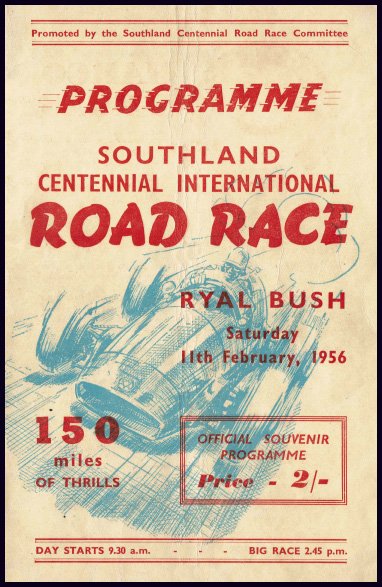 Promoted by the Southland Centennial Road Race Committee
PROGRAMME
SOUTHLAND
CENTENNIAL INTERNATIONAL
ROAD RACE
RYAL BUSH
Saturday
11th February, 1956
150
miles
OF THRILLS
OFFICIAL SOUVENIR
PROGRAMME
Price - 2/-
DAY STARTS 9.30 a.m. - - - BIG RACE 2.45 p.m.